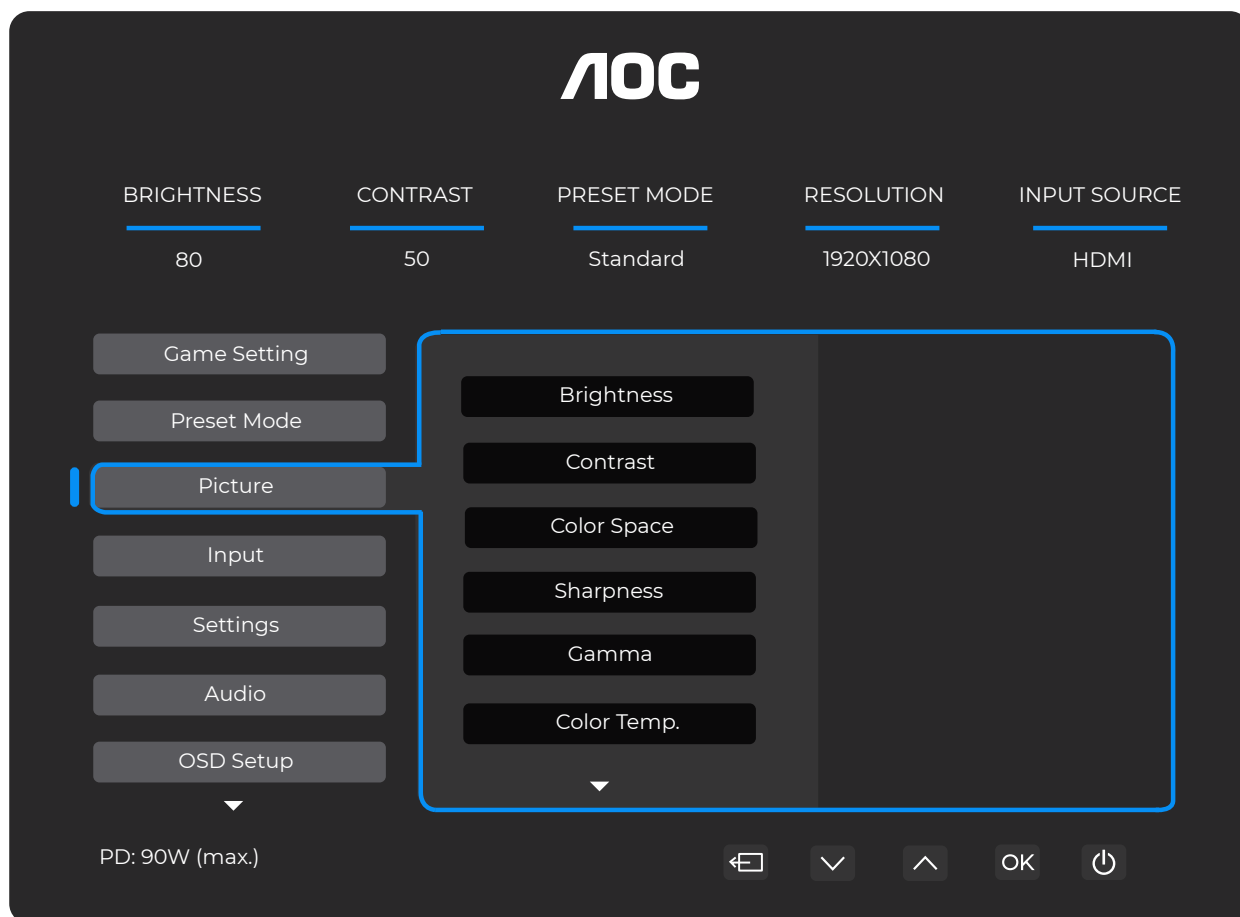 AOC
BRIGHTNESS CONTRAST PRESET MODE RESOLUTION INPUT SOURCE
80 50 Standard 1920X1080 HDMI
Game Setting
Preset Mode
Picture
Input
Settings
Audio
OSD Setup
Brightness
Contrast
Color Space
Sharpness
Gamma
Color Temp.
PD: 90W (max.)
OK